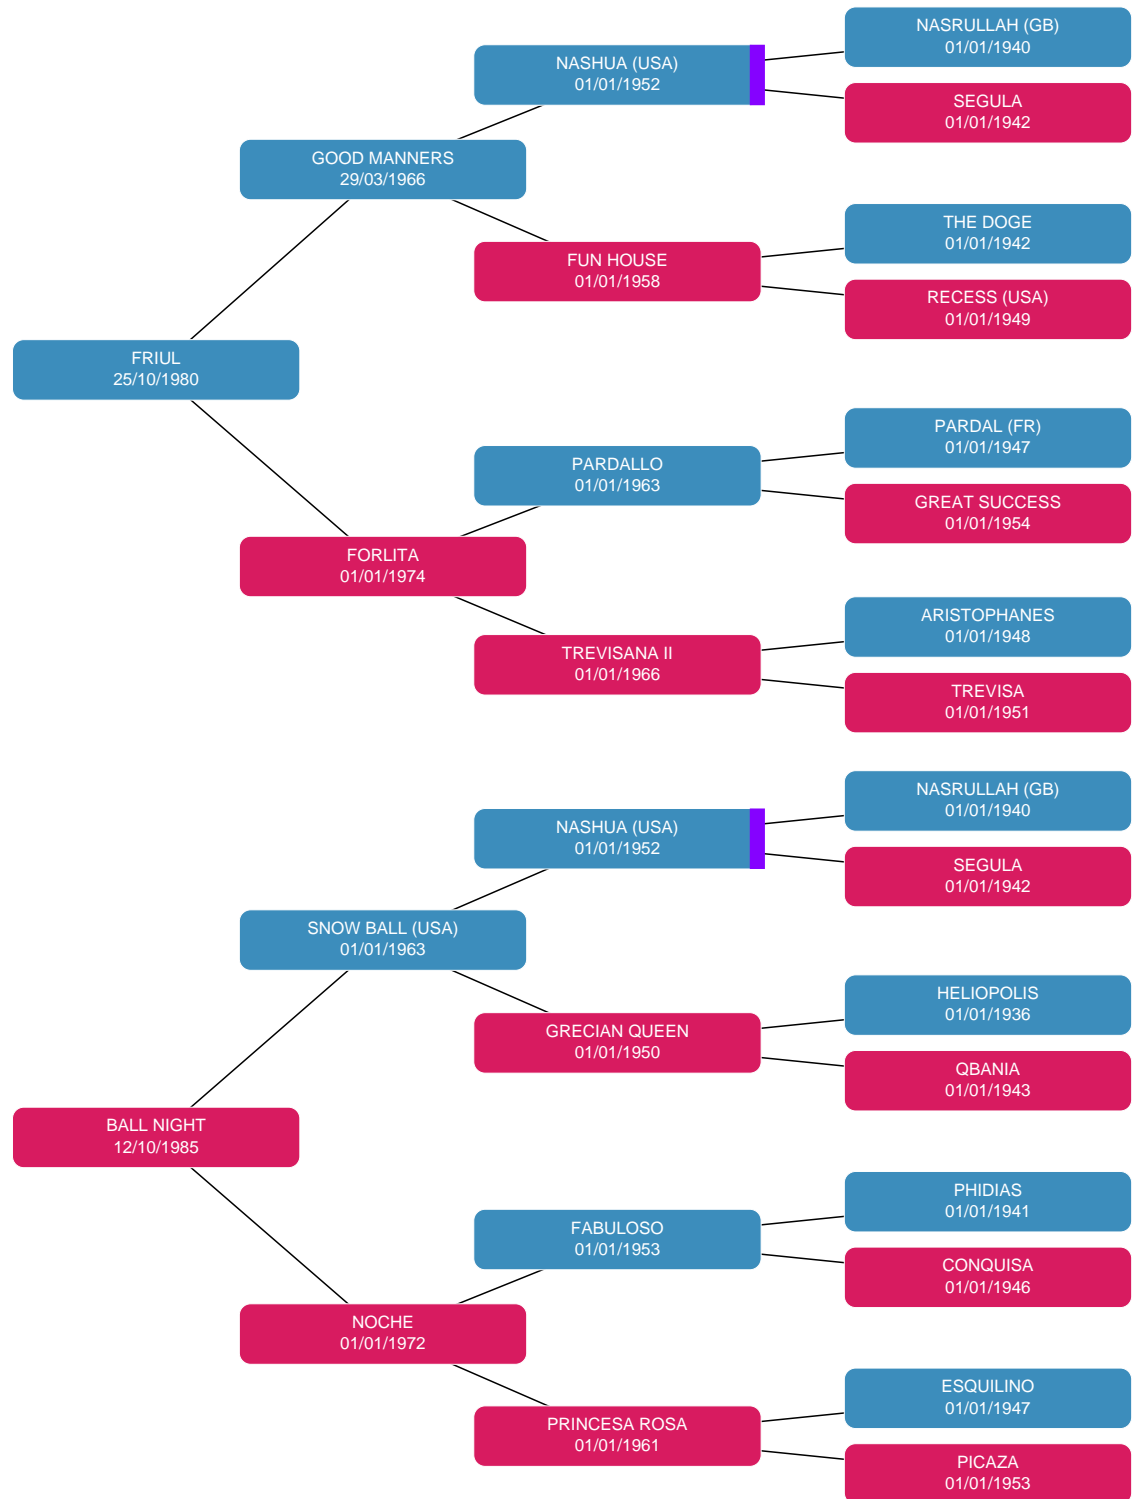 NASRULLAH (GB)
01/01/1940
NASHUA (USA)
01/01/1952
SEGULA
01/01/1942
GOOD MANNERS
29/03/1966
THE DOGE
01/01/1942
FUN HOUSE
01/01/1958
RECESS (USA)
01/01/1949
FRIUL
25/10/1980
PARDAL (FR)
01/01/1947
PARDALLO
01/01/1963
GREAT SUCCESS
01/01/1954
FORLITA
01/01/1974
ARISTOPHANES
01/01/1948
TREVISANA II
01/01/1966
TREVISA
01/01/1951
NASRULLAH (GB)
01/01/1940
NASHUA (USA)
01/01/1952
SEGULA
01/01/1942
SNOW BALL (USA)
01/01/1963
HELIOPOLIS
01/01/1936
GRECIAN QUEEN
01/01/1950
QBANIA
01/01/1943
BALL NIGHT
12/10/1985
PHIDIAS
01/01/1941
FABULOSO
01/01/1953
CONQUISA
01/01/1946
NOCHE
01/01/1972
ESQUILINO
01/01/1947
PRINCESA ROSA
01/01/1961
PICAZA
01/01/1953